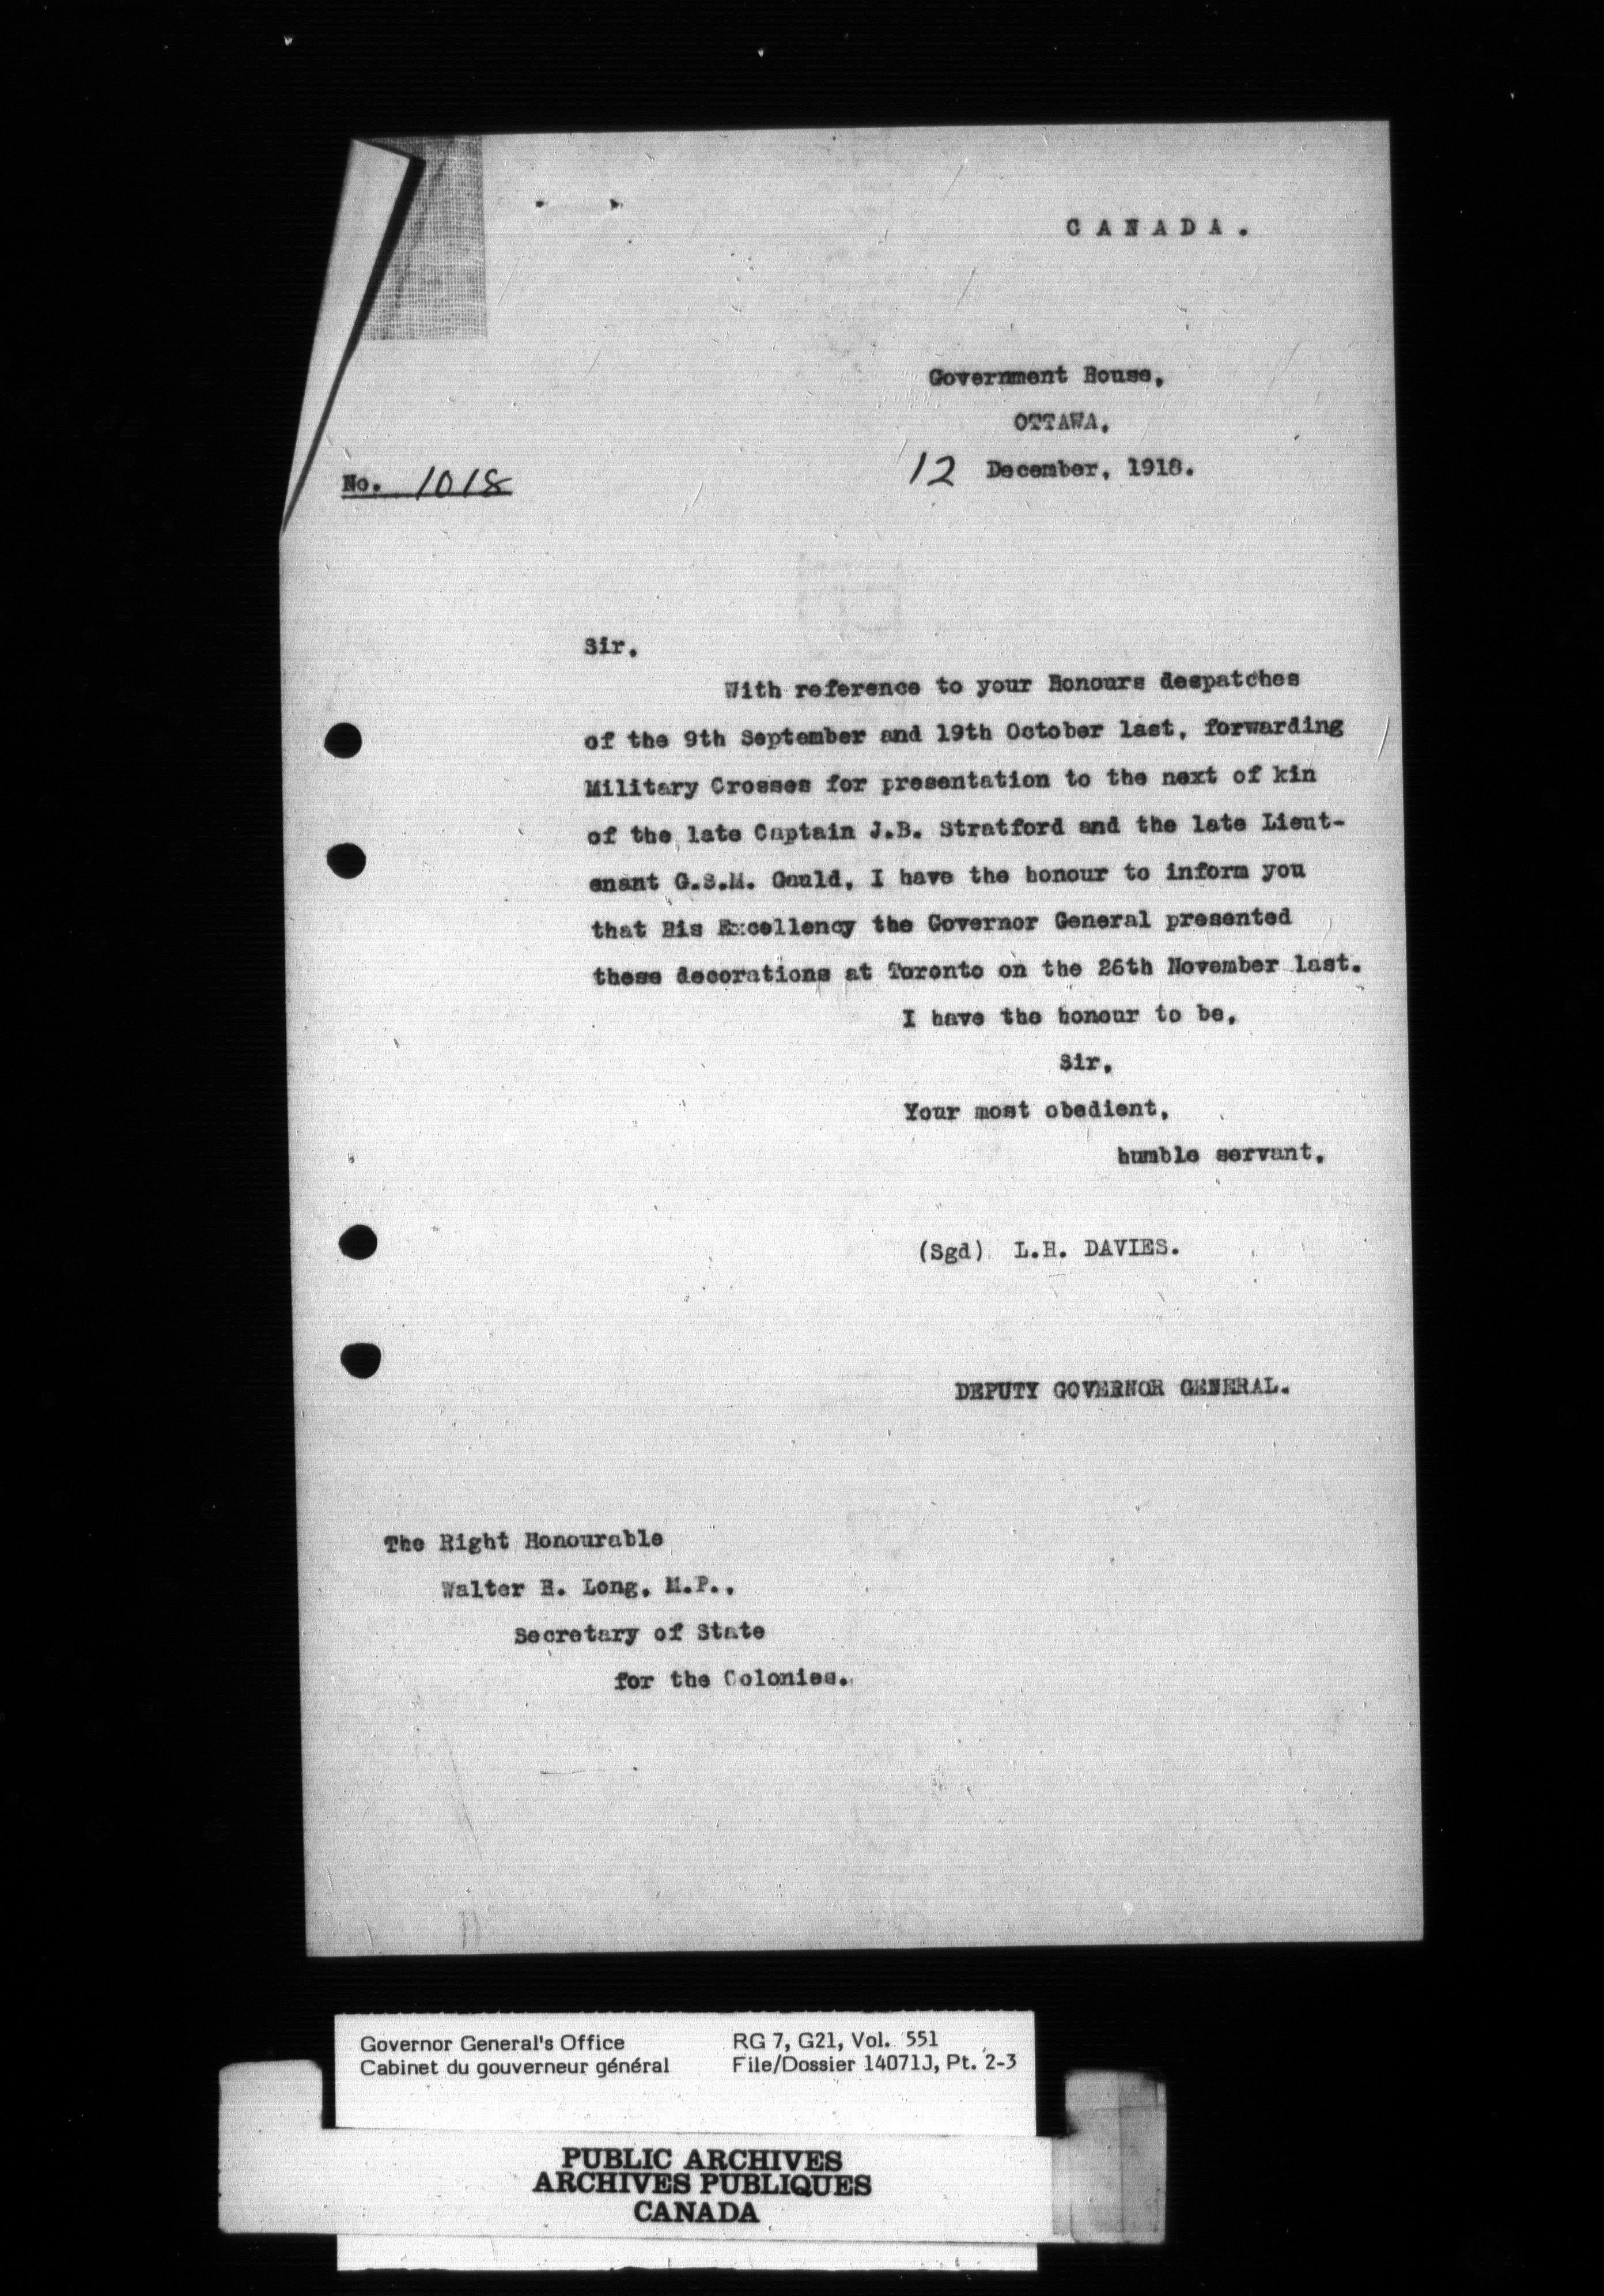 CANADA.
Government House,
OTTAWA.
12 December, 1918.
No. 1018
Sir,
With reference to your Honours despatches
of the 9th September and 19th October last, forwarding
Military Crosses for presentation to the next of kin
of the late Captain J.B. Stratford and the late Lieut-
enant G.S.M. Gauld, I have the honour to inform you
that His Excellency the Governor General presented
these decorations at Toronto on the 26th November last.
I have the honour to be,
Sir,
Your most obedient,
humble servant,
(Sgd) L.H. DAVIES.
DEPUTY GOVERNOR GENERAL.
The Right Honourable
Walter H. Long, M.P.,
Secretary of State
for the Colonies.
Governor General's Office RG 7, G21, Vol. 551
Cabinet du gouverneur général File/Dossier 14071J, Pt. 2-3
PUBLIC ARCHIVES
ARCHIVES PUBLIQUES
CANADA